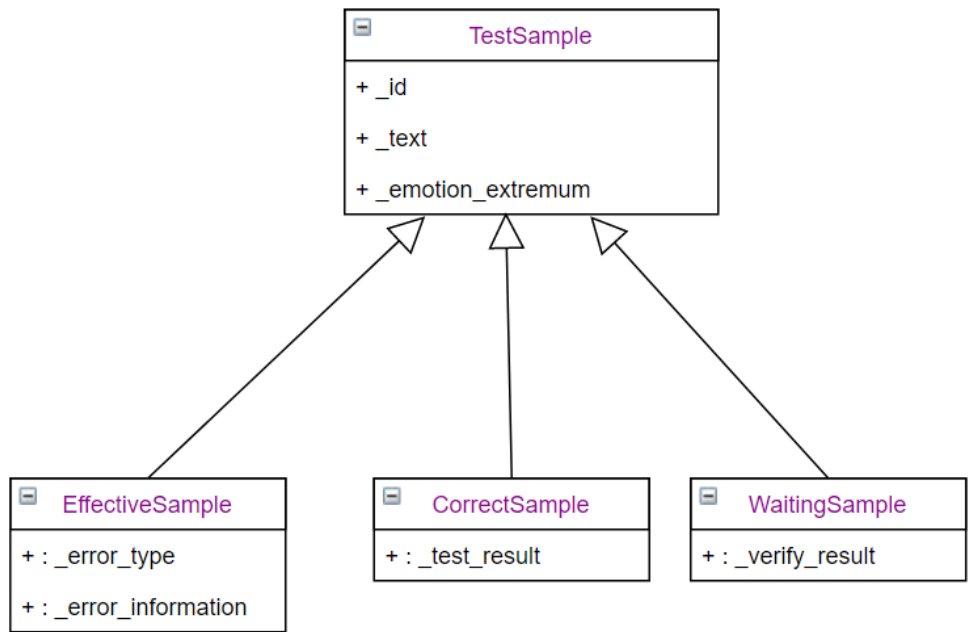 TestSample
+ _id
+ _text
+ _emotion_extremum
EffectiveSample
+ : _error_type
+ : _error_information
CorrectSample
+ : _test_result
WaitingSample
+ : _verify_result